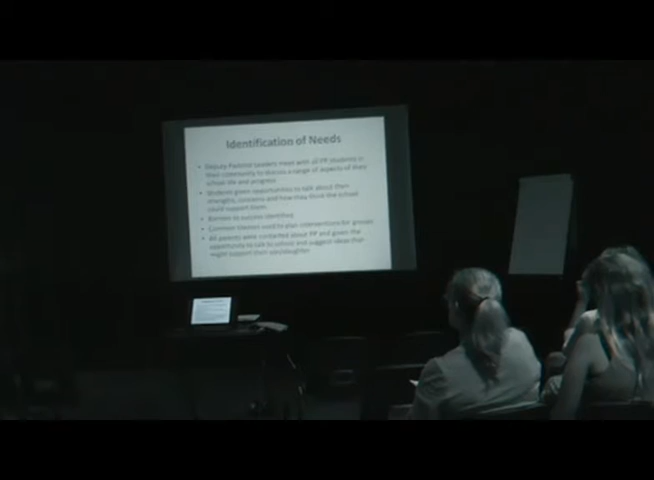 Identification of Needs
• Deputy Pastoral Leaders meet with all PP students in
their community to discuss a range of aspects of their
school life and progress
• Students given opportunities to talk about their
strengths, concerns and how they think the school
could support them
• Barriers to success identified
• Common themes used to plan interventions for groups
• All parents were contacted about PP and given the
opportunity to talk to school and suggest ideas that
might support their son/daughter